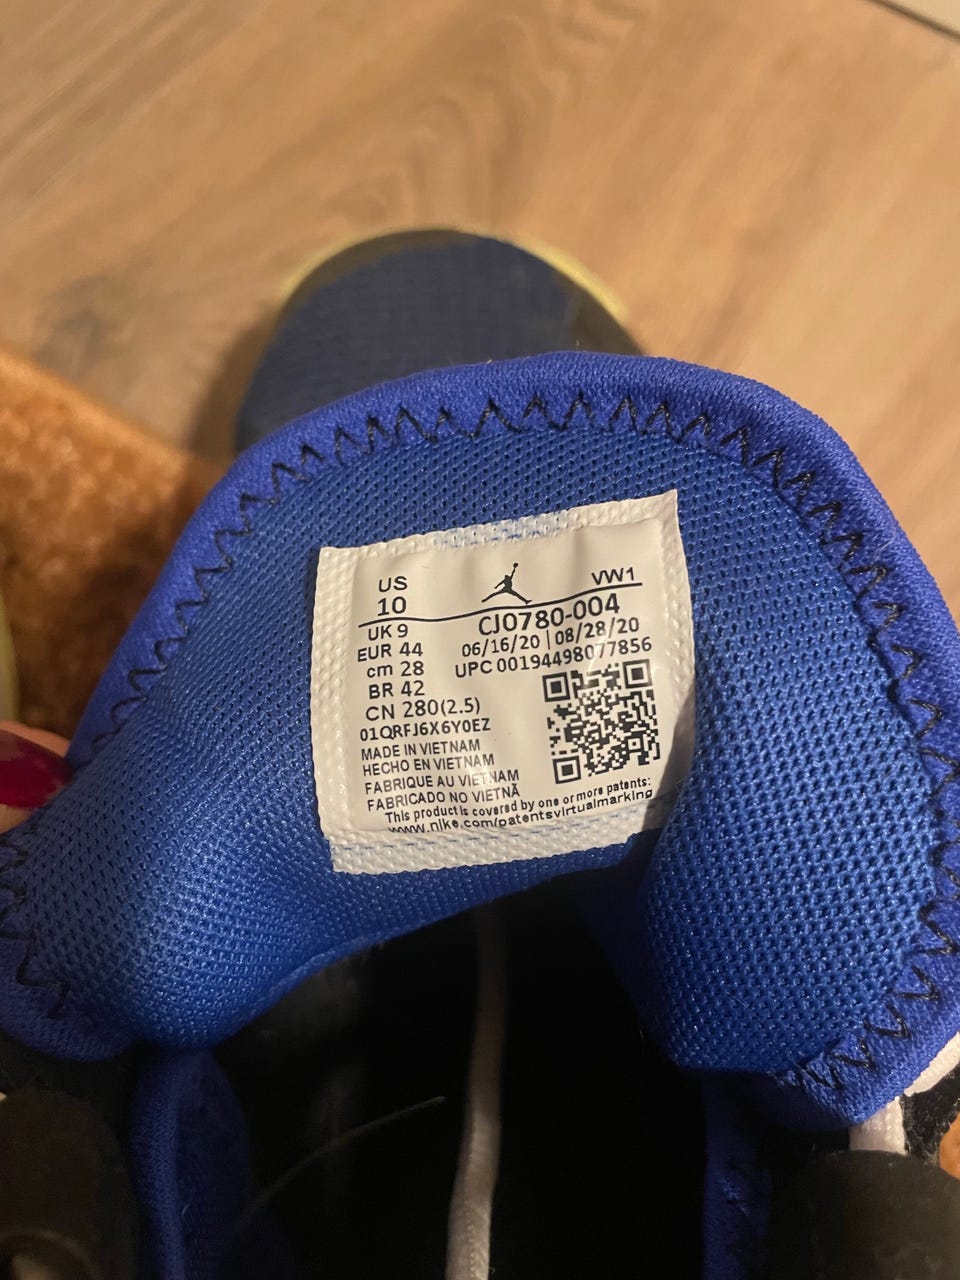 US VW1
10 CJ0780-004
UK 9 06/16/20 | 08/28/20
EUR 44 UPC 00194498077856
cm 28
BR 42
CN 280(2.5)
01QRFJ6X6Y0EZ
MADE IN VIETNAM
HECHO EN VIETNAM
FABRIQUE AU VIETNAM
FABRICADO NO VIETNÃ
This product is covered by one or more patents:
www.nike.com/patentsvirtualmarking